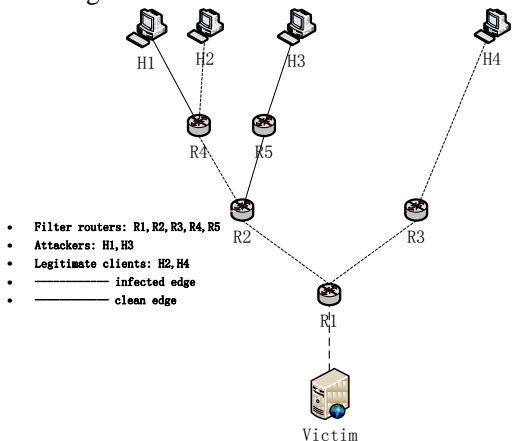 H1
H2
H3
H4
R4
R5
R2
R3
R1
Victim
• Filter routers: R1,R2,R3,R4,R5
• Attackers: H1,H3
• Legitimate clients: H2,H4
• ———————— infected edge
• ———————— clean edge